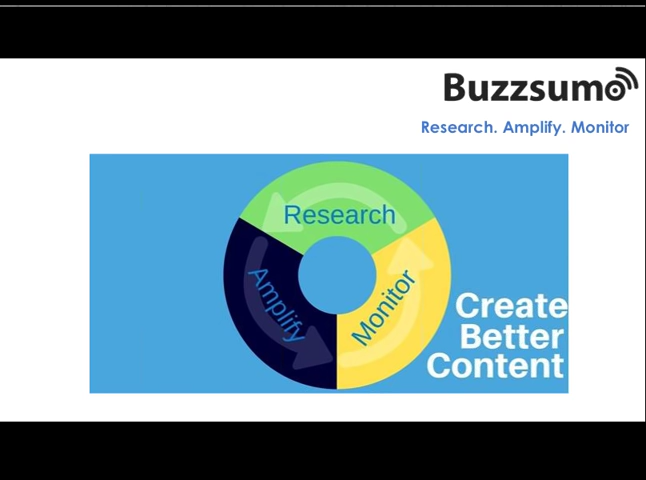 Buzzsumo
Research. Amplify. Monitor
Research
Amplify
Monitor
Create
Better
Content